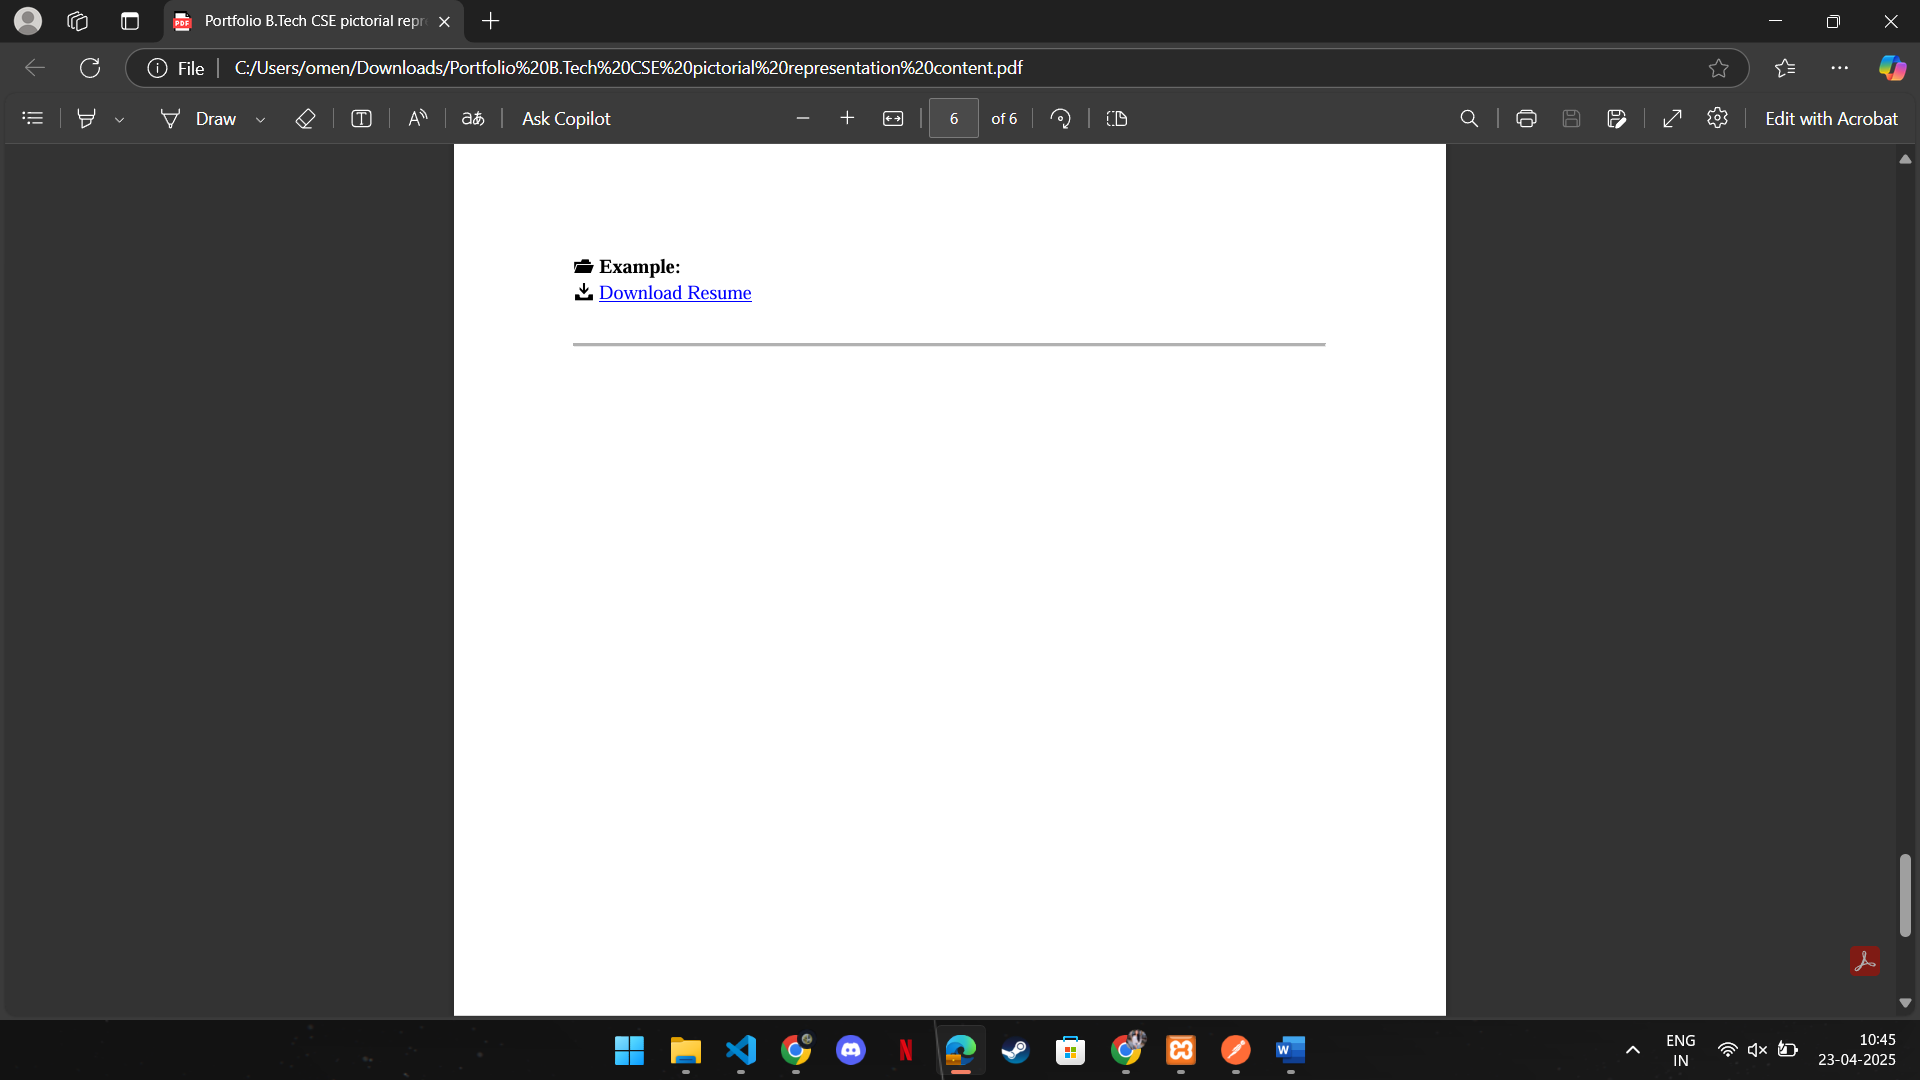 Portfolio B.Tech CSE pictorial repr
File
C:/Users/omen/Downloads/Portfolio%20B.Tech%20CSE%20pictorial%20representation%20content.pdf
Draw
Ask Copilot
6 of 6
Edit with Acrobat
Example:
Download Resume
ENG
IN
10:45
23-04-2025